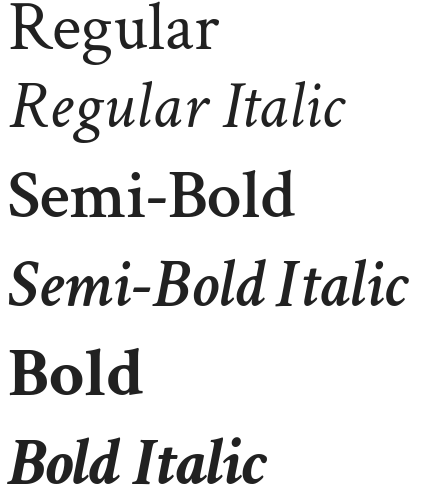 Regular
Regular Italic
Semi-Bold
Semi-Bold Italic
Bold
Bold Italic